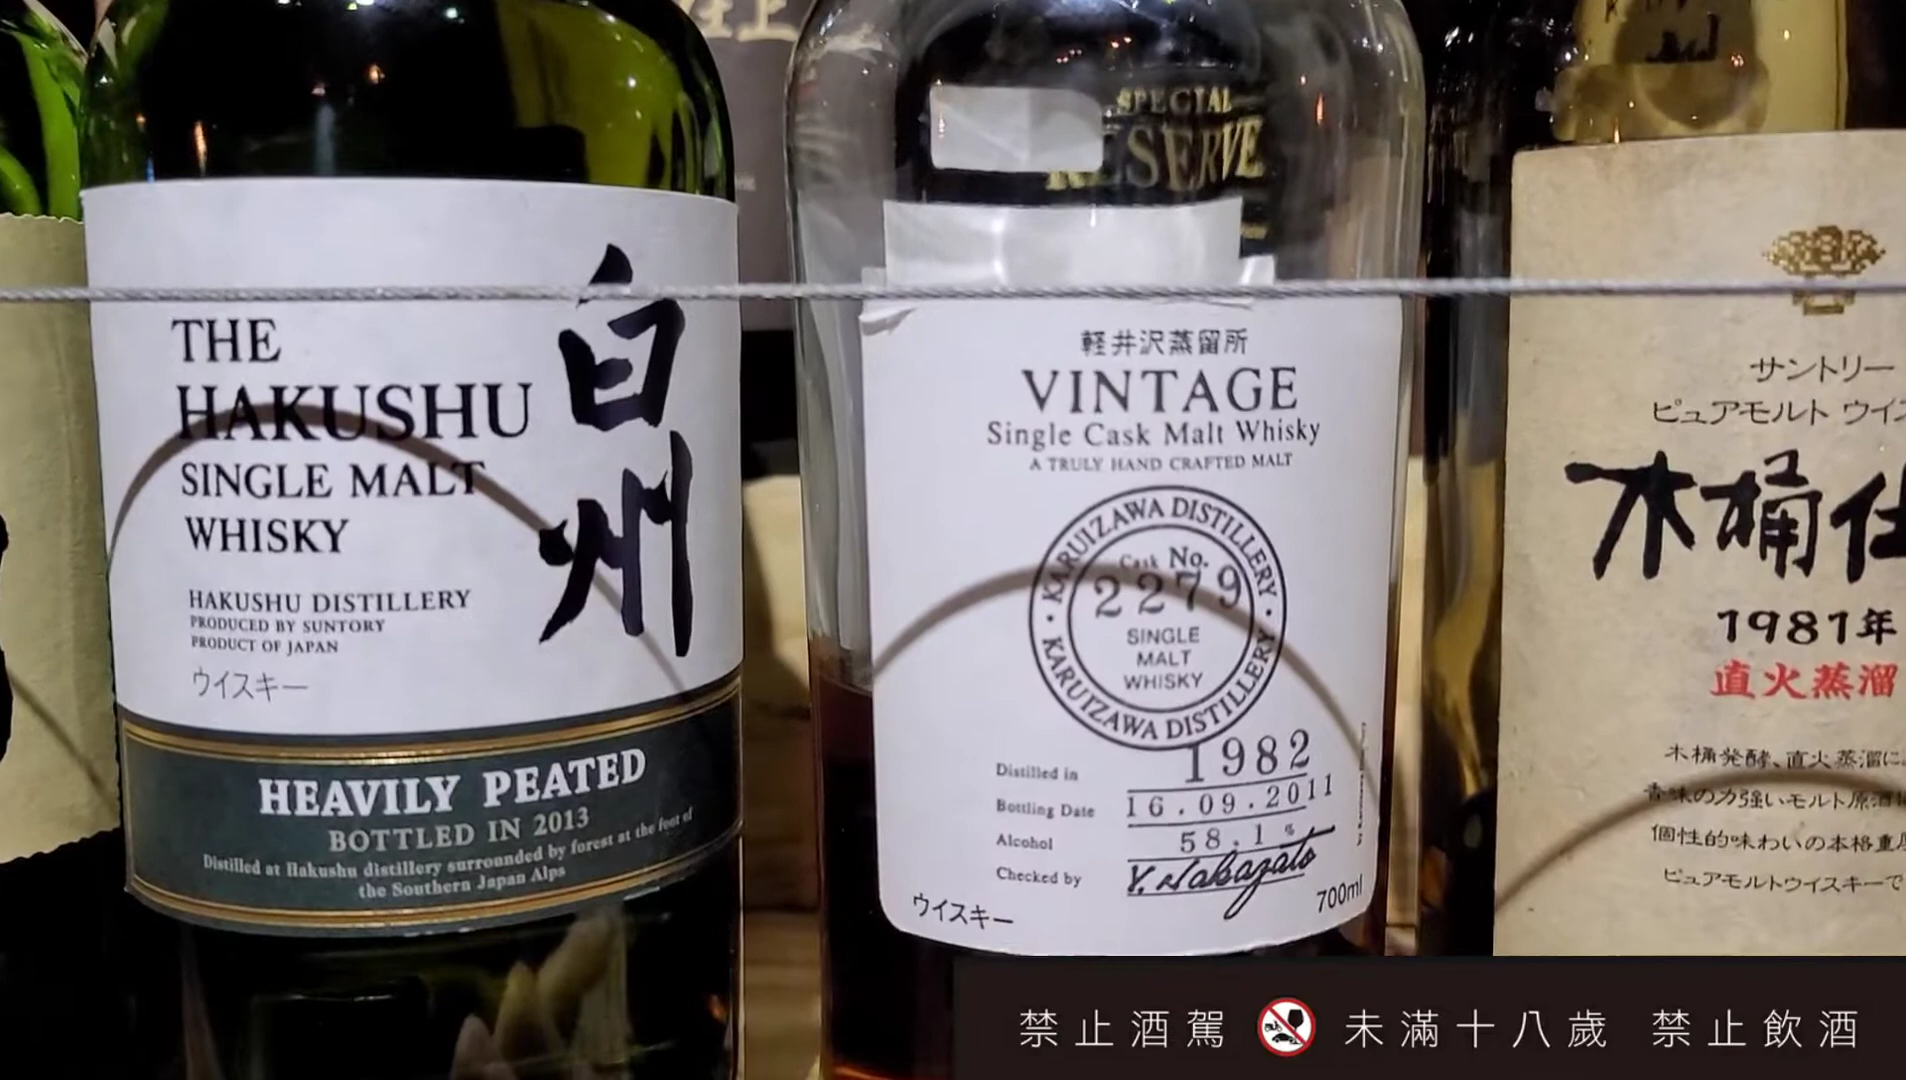 THE
HAKUSHU
SINGLE MALT
WHISKY
白州
HAKUSHU DISTILLERY
PRODUCED BY SUNTORY
PRODUCT OF JAPAN
ウイスキー
HEAVILY PEATED
BOTTLED IN 2013
Distilled at Hakushu distillery surrounded by forest at the foot of
the Southern Japan Alps
SPECIAL
RESERVE
軽井沢蒸留所
VINTAGE
Single Cask Malt Whisky
A TRULY HAND CRAFTED MALT
KARUIZAWA DISTILLERY
Cask No.
2279
SINGLE
MALT
WHISKY
KARUIZAWA DISTILLERY
Distilled in 1982
Bottling Date 16.09.2011
Alcohol 58.1%
Checked by Y. Nakazato
ウイスキー
700ml
サントリー
ピュアモルト ウイス
木桶仕
1981年
直火蒸溜
木桶発酵、直火蒸溜に
香味の力強いモルト原酒
個性的味わいの本格重
ピュアモルトウイスキーで
禁止酒駕 未滿十八歲 禁止飲酒